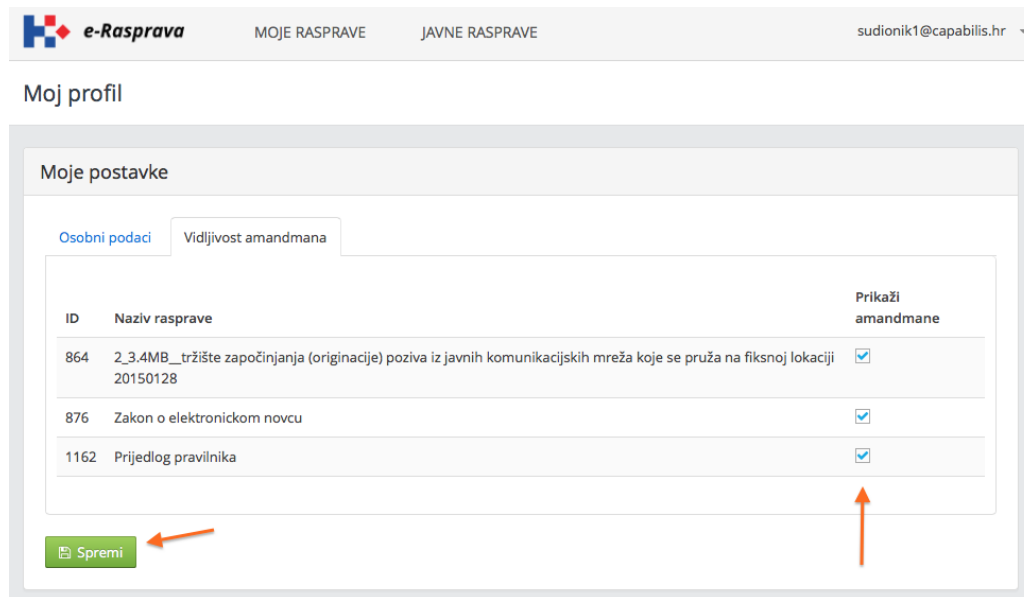 e-Rasprava MOJE RASPRAVE JAVNE RASPRAVE sudionik1@capabilis.hr
Moj profil
Moje postavke
Osobni podaci Vidljivost amandmana
ID Naziv rasprave Prikaži amandmane
864 2_3.4MB__tržište započinjanja (originacije) poziva iz javnih komunikacijskih mreža koje se pruža na fiksnoj lokaciji
20150128
876 Zakon o elektronickom novcu
1162 Prijedlog pravilnika
Spremi